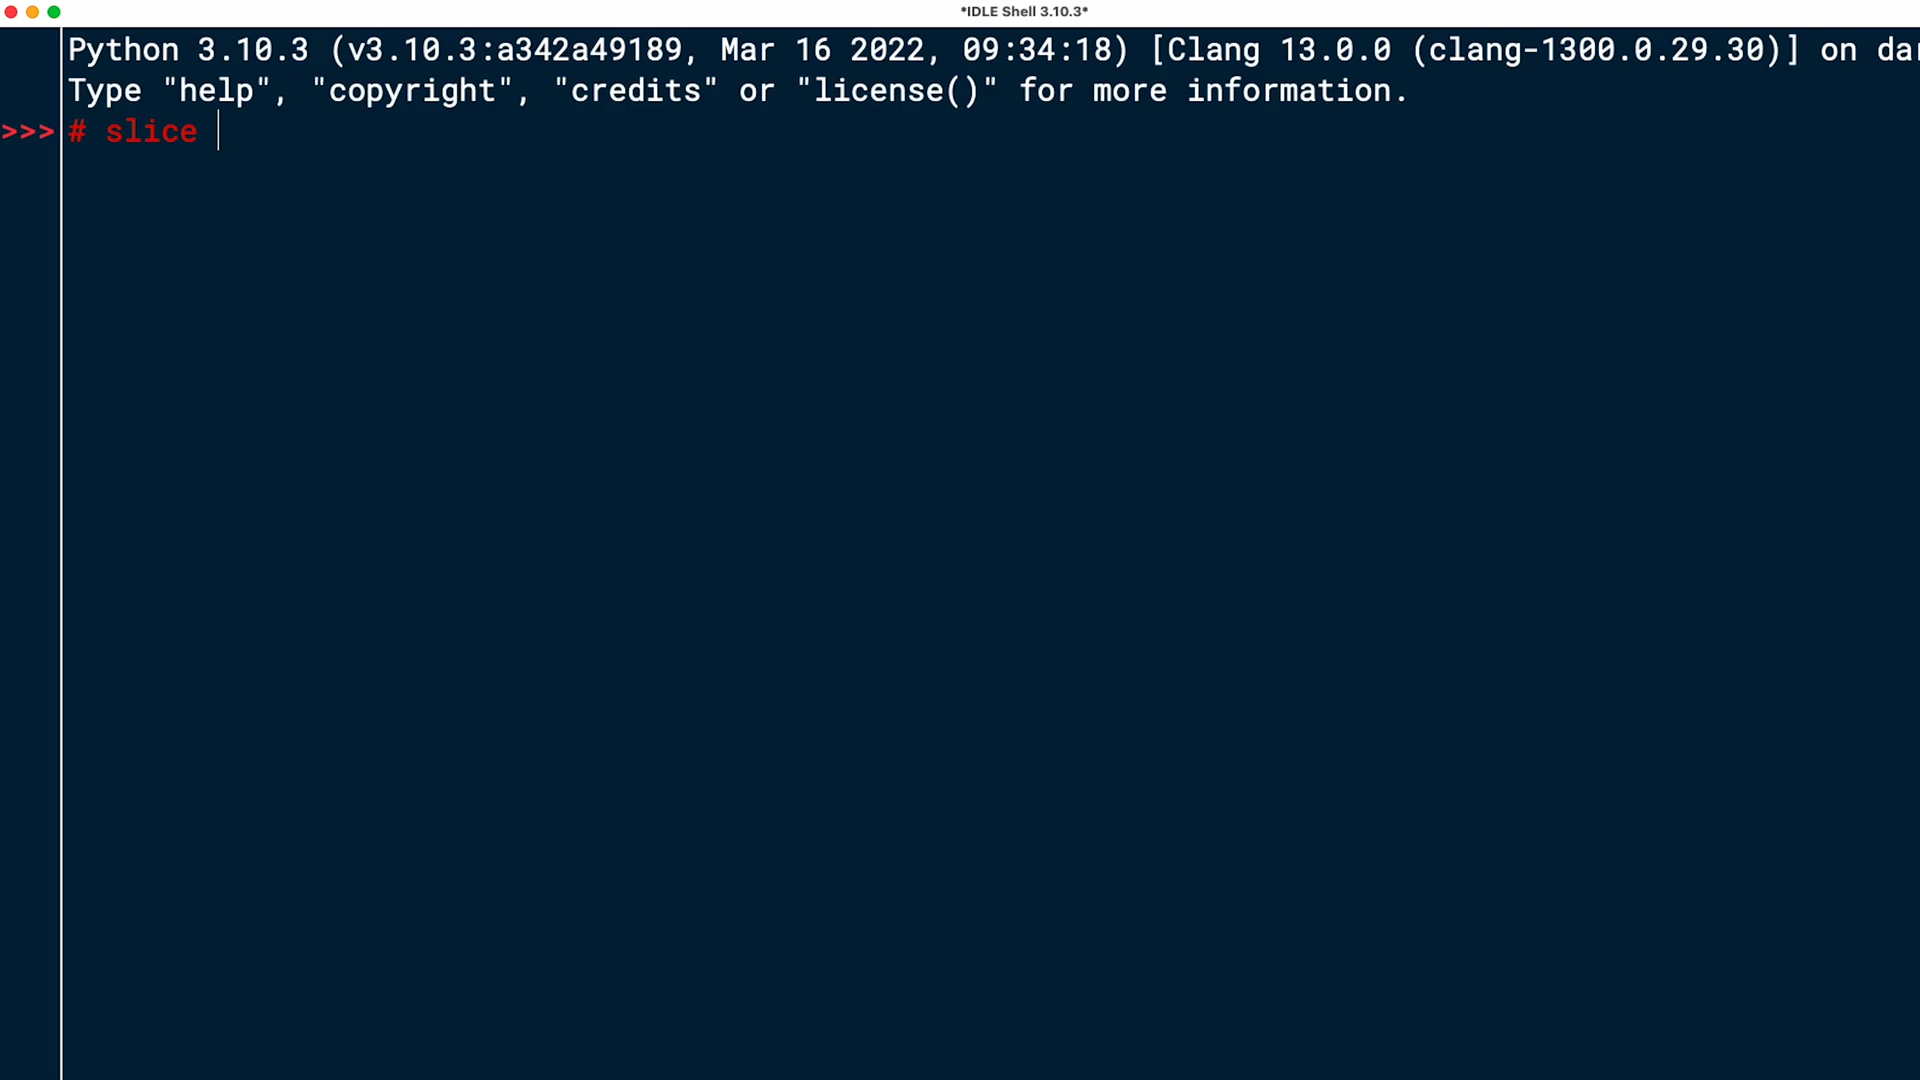 *IDLE Shell 3.10.3*
Python 3.10.3 (v3.10.3:a342a49189, Mar 16 2022, 09:34:18) [Clang 13.0.0 (clang-1300.0.29.30)] on da
Type "help", "copyright", "credits" or "license()" for more information.
>>> # slice